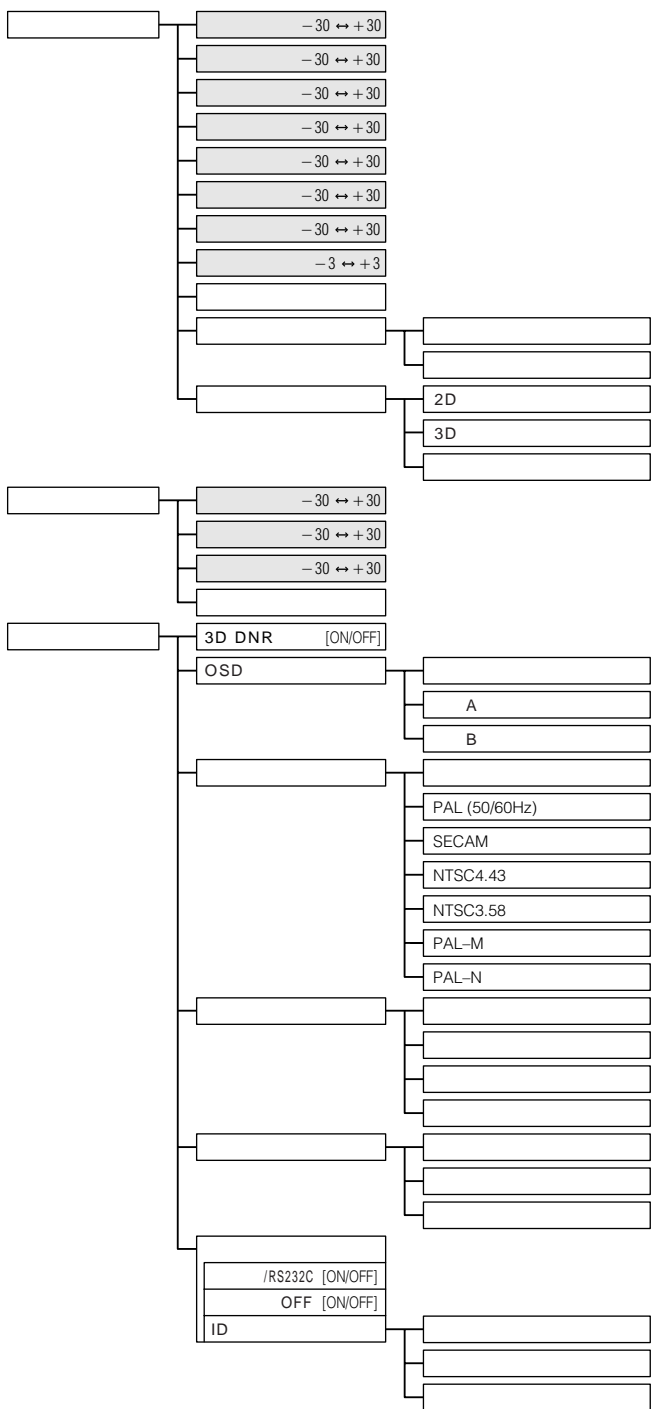 −30 ↔ +30
−30 ↔ +30
−30 ↔ +30
−30 ↔ +30
−30 ↔ +30
−30 ↔ +30
−30 ↔ +30
−3 ↔ +3
2D
3D
−30 ↔ +30
−30 ↔ +30
−30 ↔ +30
3D DNR [ON/OFF]
OSD
A
B
PAL (50/60Hz)
SECAM
NTSC4.43
NTSC3.58
PAL–M
PAL–N
/RS232C [ON/OFF]
OFF [ON/OFF]
ID